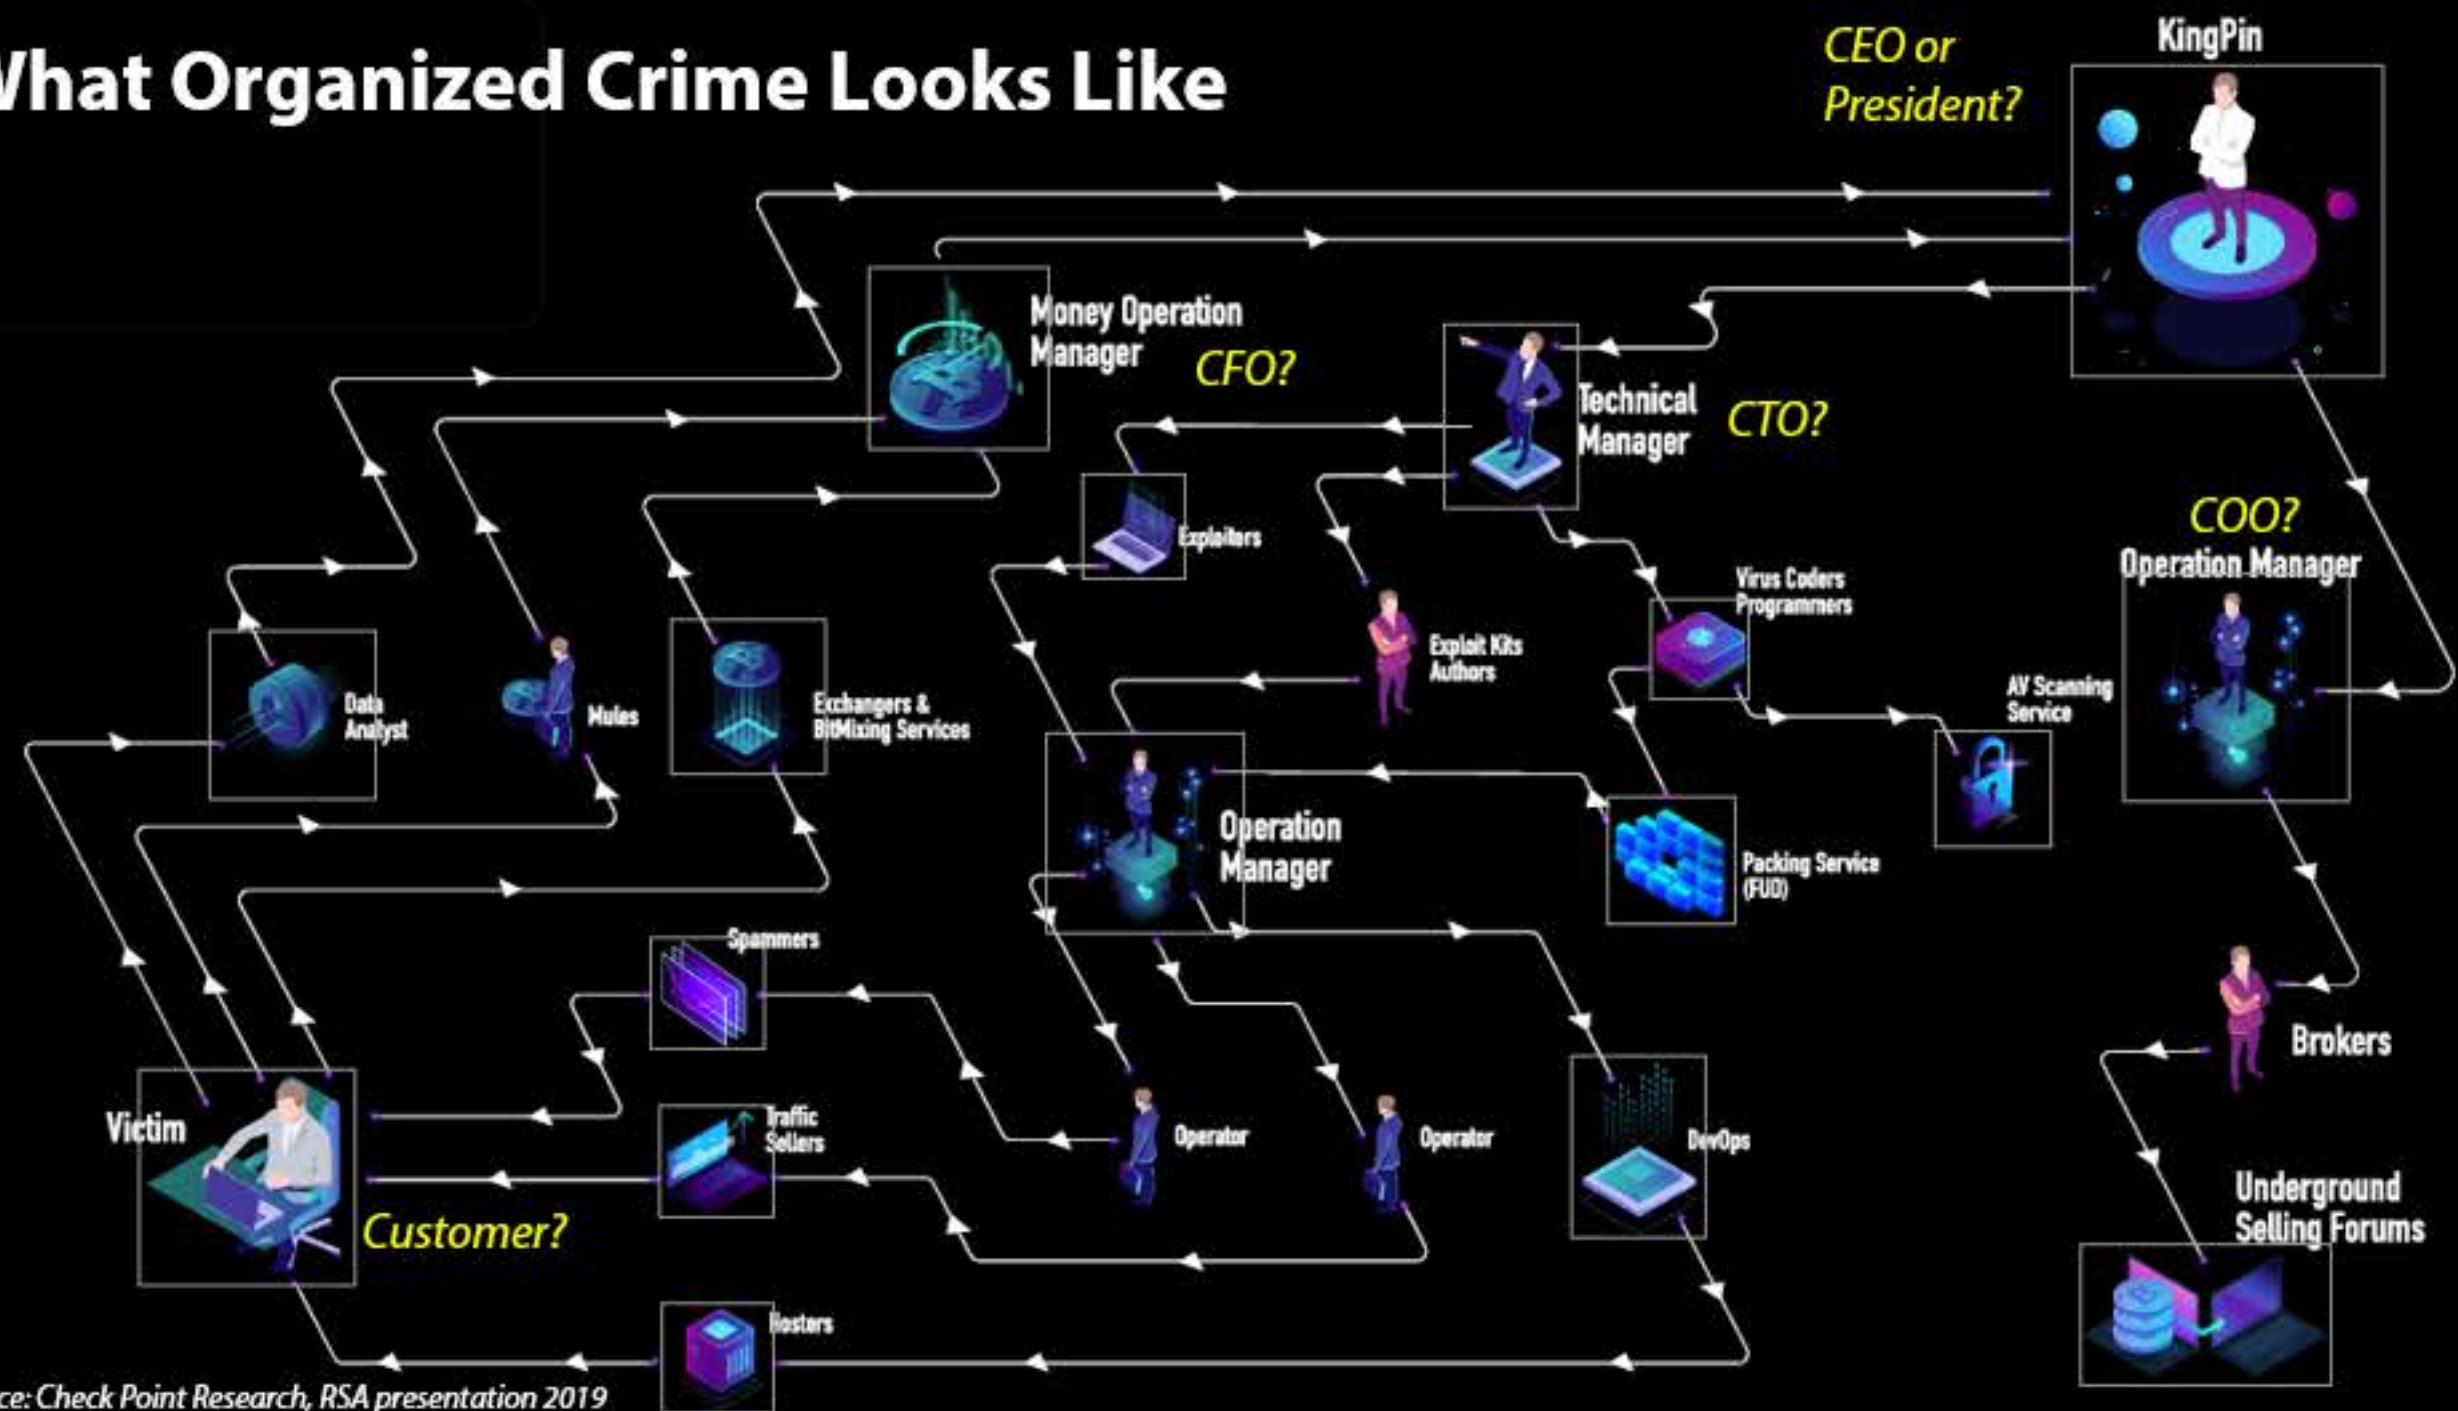 What Organized Crime Looks Like
CEO or
President?
KingPin
Money Operation
Manager
CFO?
Technical
Manager
CTO?
COO?
Operation Manager
Exploiters
Virus Coders
Programmers
Exploit Kits
Authors
AV Scanning
Service
Data
Analyst
Mules
Exchangers &
BitMixing Services
Operation
Manager
Packing Service
(FUD)
Spammers
Brokers
Victim
Traffic
Sellers
Operator
Operator
DevOps
Customer?
Underground
Selling Forums
Hosters
ce: Check Point Research, RSA presentation 2019